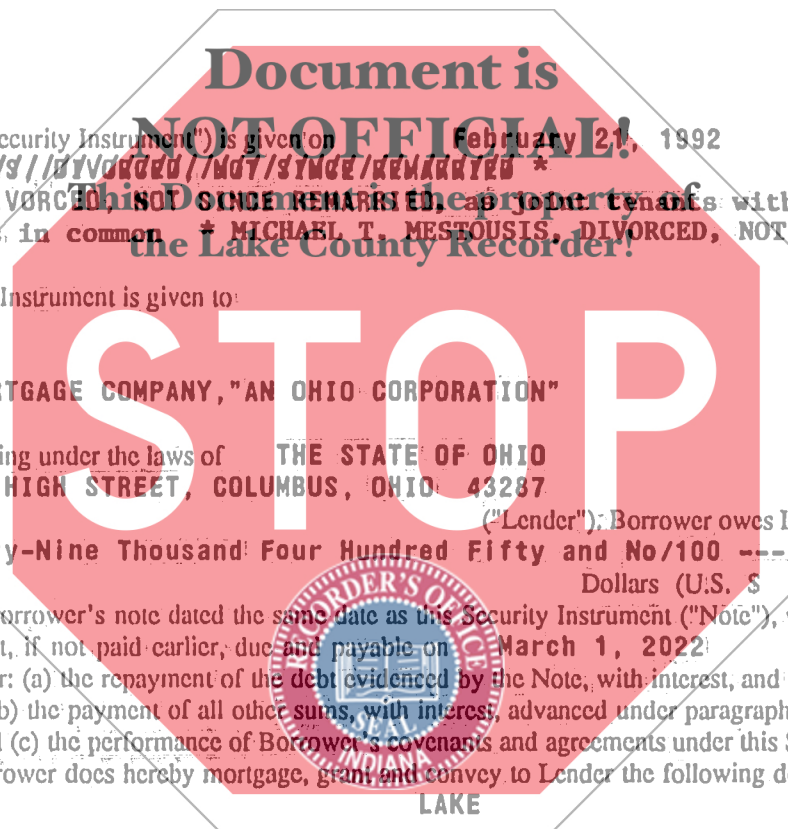 Document is
NOT OFFICIAL!
This Document is the property of
the Lake County Recorder!
STOP
ecurity Instrument") is given on February 21, 1992
DIVORCED/ /NOT/SINCE/REMARRIED *
VORCED, NOT SINCE REMARRIED, as joint tenants with
in common * MICHAEL T. MESTOUSIS, DIVORCED, NOT
Instrument is given to
TGAGE COMPANY,"AN OHIO CORPORATION"
ing under the laws of THE STATE OF OHIO
HIGH STREET, COLUMBUS, OHIO 43287
("Lender"). Borrower owes L
y-Nine Thousand Four Hundred Fifty and No/100 ---
Dollars (U.S. $
orrower's note dated the same date as this Security Instrument ("Note"),
t, if not paid earlier, due and payable on March 1, 2022
r: (a) the repayment of the debt evidenced by the Note, with interest, and
b) the payment of all other sums, with interest, advanced under paragraph
(c) the performance of Borrower's covenants and agreements under this S
rower does hereby mortgage, grant and convey to Lender the following de
LAKE
RECORDER'S OFFICE
SEAL
INDIANA